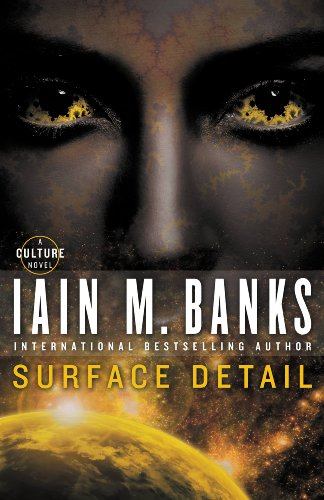 A
CULTURE
NOVEL
IAIN M. BANKS
INTERNATIONAL BESTSELLING AUTHOR
SURFACE DETAIL